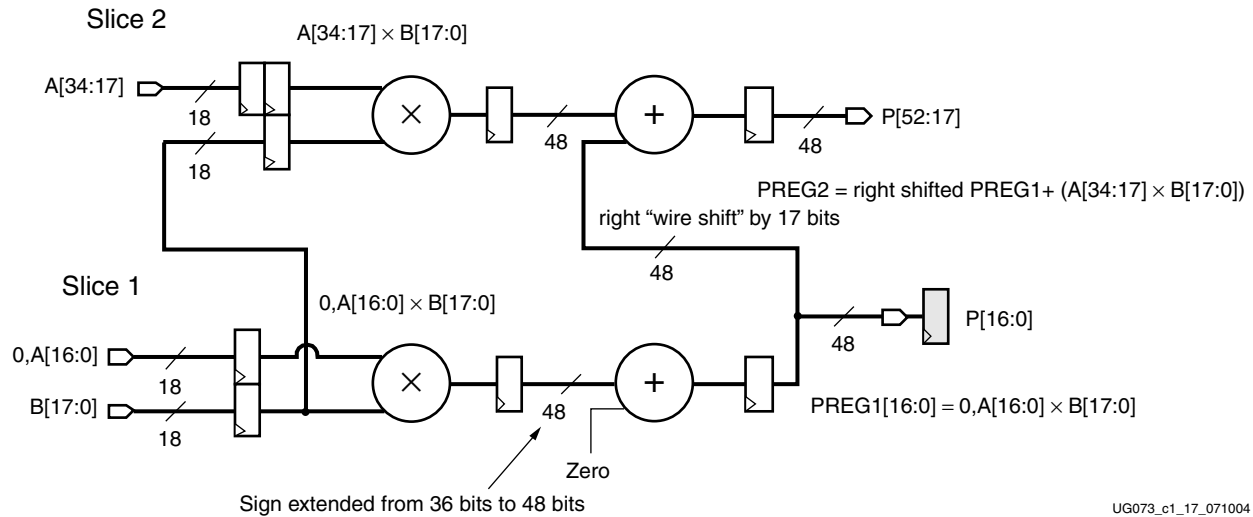 Slice 2
A[34:17] × B[17:0]
A[34:17]
18
48
48
P[52:17]
18
PREG2 = right shifted PREG1+ (A[34:17] × B[17:0])
right “wire shift” by 17 bits
48
Slice 1
0,A[16:0] × B[17:0]
P[16:0]
48
0,A[16:0]
18
B[17:0]
18
48
PREG1[16:0] = 0,A[16:0] × B[17:0]
Zero
Sign extended from 36 bits to 48 bits
UG073_c1_17_071004
×
+
×
+